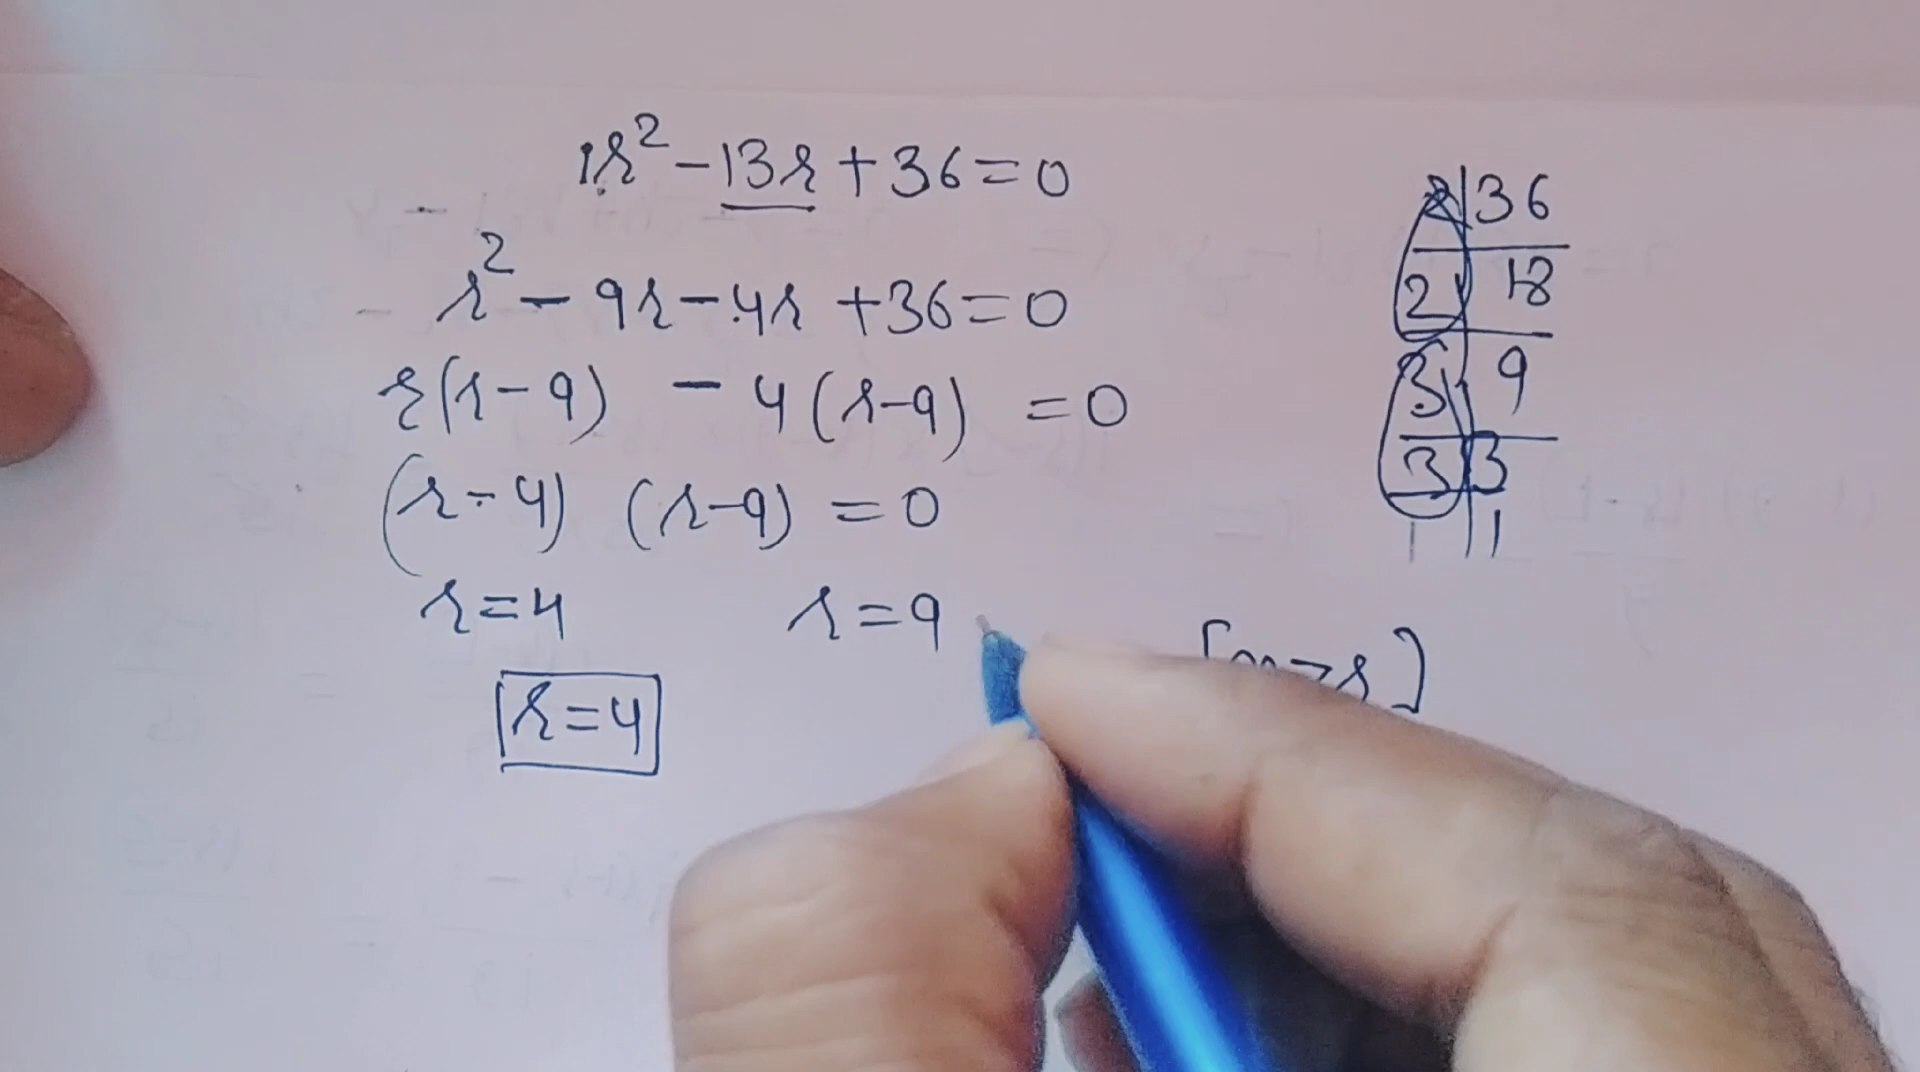 1r² - 13r + 36 = 0
r² - 9r - 4r + 36 = 0
r(r-9) - 4(r-9) = 0
(r-4) (r-9) = 0
r=4 r=9
r=4
2|36
2|18
3|9
3|3
1|1